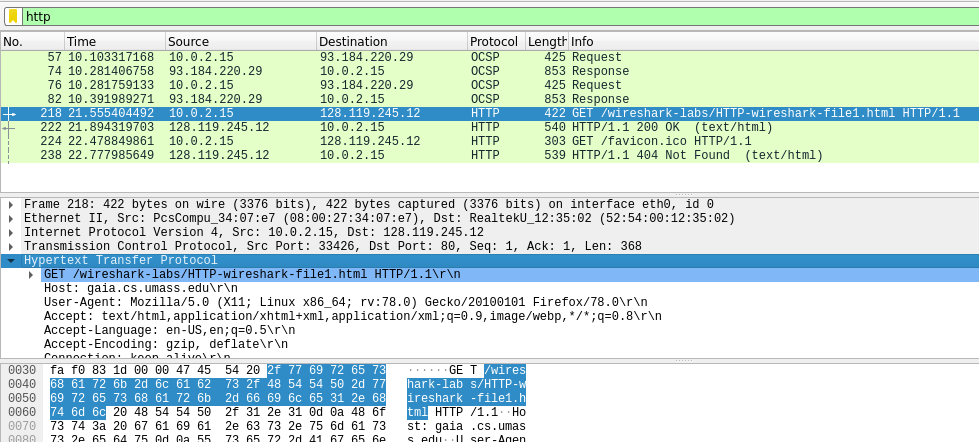 http
No. Time Source Destination Protocol Length Info
57 10.103317168 10.0.2.15 93.184.220.29 OCSP 425 Request
74 10.281406758 93.184.220.29 10.0.2.15 OCSP 853 Response
76 10.281759133 10.0.2.15 93.184.220.29 OCSP 425 Request
82 10.391989271 93.184.220.29 10.0.2.15 OCSP 853 Response
218 21.555404492 10.0.2.15 128.119.245.12 HTTP 422 GET /wireshark-labs/HTTP-wireshark-file1.html HTTP/1.1
222 21.894319703 128.119.245.12 10.0.2.15 HTTP 540 HTTP/1.1 200 OK (text/html)
224 22.478849861 10.0.2.15 128.119.245.12 HTTP 303 GET /favicon.ico HTTP/1.1
238 22.777985649 128.119.245.12 10.0.2.15 HTTP 539 HTTP/1.1 404 Not Found (text/html)
Frame 218: 422 bytes on wire (3376 bits), 422 bytes captured (3376 bits) on interface eth0, id 0
Ethernet II, Src: PcsCompu_34:07:e7 (08:00:27:34:07:e7), Dst: RealtekU_12:35:02 (52:54:00:12:35:02)
Internet Protocol Version 4, Src: 10.0.2.15, Dst: 128.119.245.12
Transmission Control Protocol, Src Port: 33426, Dst Port: 80, Seq: 1, Ack: 1, Len: 368
Hypertext Transfer Protocol
GET /wireshark-labs/HTTP-wireshark-file1.html HTTP/1.1\r\n
Host: gaia.cs.umass.edu\r\n
User-Agent: Mozilla/5.0 (X11; Linux x86_64; rv:78.0) Gecko/20100101 Firefox/78.0\r\n
Accept: text/html,application/xhtml+xml,application/xml;q=0.9,image/webp,*/*;q=0.8\r\n
Accept-Language: en-US,en;q=0.5\r\n
Accept-Encoding: gzip, deflate\r\n
Connection: keep-alive\r\n
0030 fa f0 83 1d 00 00 47 45 54 20 2f 77 69 72 65 73 ······GE T /wires
0040 68 61 72 6b 2d 6c 61 62 73 2f 48 54 54 50 2d 77 hark-lab s/HTTP-w
0050 69 72 65 73 68 61 72 6b 2d 66 69 6c 65 31 2e 68 ireshark -file1.h
0060 74 6d 6c 20 48 54 54 50 2f 31 2e 31 0d 0a 48 6f tml HTTP /1.1··Ho
0070 73 74 3a 20 67 61 69 61 2e 63 73 2e 75 6d 61 73 st: gaia .cs.umas
0080 73 2e 65 64 75 0d 0a 55 73 65 72 2d 41 67 65 6e s.edu··U ser-Agen